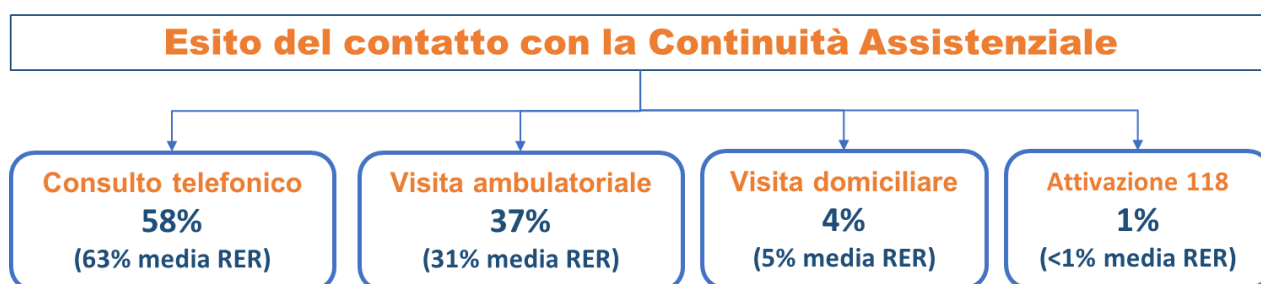 Esito del contatto con la Continuità Assistenziale
Consulto telefonico
58%
(63% media RER)
Visita ambulatoriale
37%
(31% media RER)
Visita domiciliare
4%
(5% media RER)
Attivazione 118
1%
(<1% media RER)